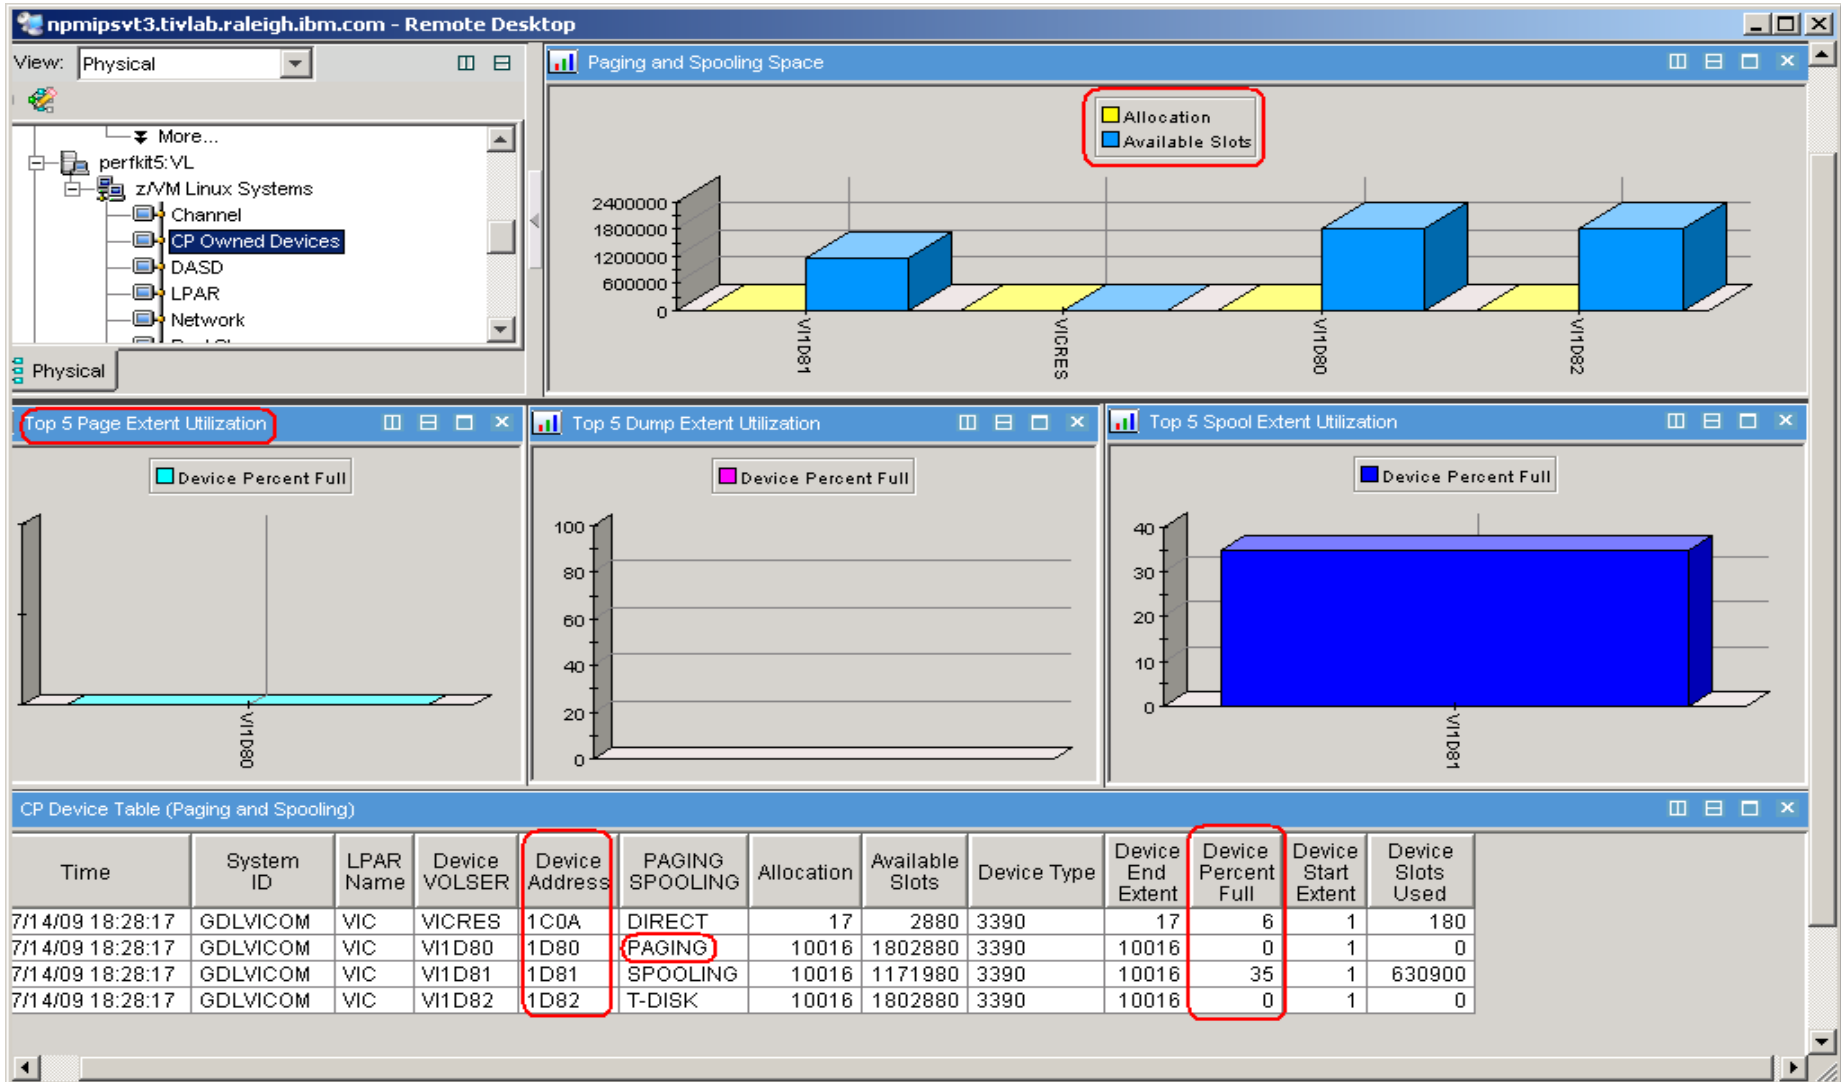 npmipsvt3.tivlab.raleigh.ibm.com - Remote Desktop
View: Physical
More...
perfkit5:VL
z/VM Linux Systems
Channel
CP Owned Devices
DASD
LPAR
Network
Physical
Paging and Spooling Space
Allocation
Available Slots
2400000
1800000
1200000
600000
0
VI1D81
VICRES
VI1D80
VI1D82
Top 5 Page Extent Utilization
Device Percent Full
VI1D80
Top 5 Dump Extent Utilization
Device Percent Full
100
80
60
40
20
0
Top 5 Spool Extent Utilization
Device Percent Full
40
30
20
10
0
VI1D81
CP Device Table (Paging and Spooling)
Time System ID LPAR Name Device VOLSER Device Address PAGING SPOOLING Allocation Available Slots Device Type Device End Extent Device Percent Full Device Start Extent Device Slots Used
7/14/09 18:28:17 GDLVICOM VIC VICRES 1C0A DIRECT 17 2880 3390 17 6 1 180
7/14/09 18:28:17 GDLVICOM VIC VI1D80 1D80 PAGING 10016 1802880 3390 10016 0 1 0
7/14/09 18:28:17 GDLVICOM VIC VI1D81 1D81 SPOOLING 10016 1171980 3390 10016 35 1 630900
7/14/09 18:28:17 GDLVICOM VIC VI1D82 1D82 T-DISK 10016 1802880 3390 10016 0 1 0